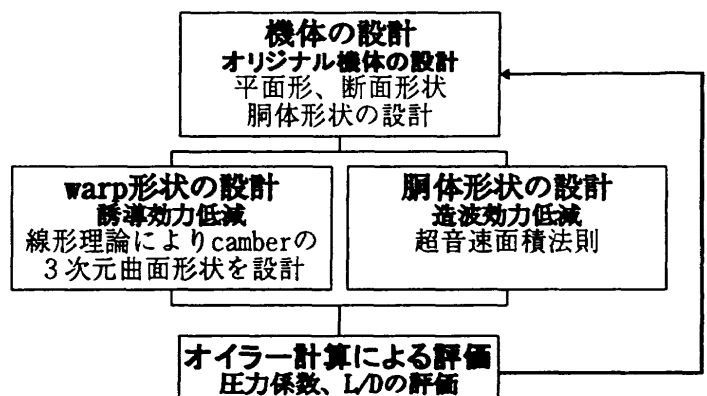 機体の設計
オリジナル機体の設計
平面形、断面形状
胴体形状の設計
warp形状の設計
誘導効力低減
線形理論によりcamberの
3次元曲面形状を設計
胴体形状の設計
造波効力低減
超音速面積法則
オイラー計算による評価
圧力係数、L/Dの評価